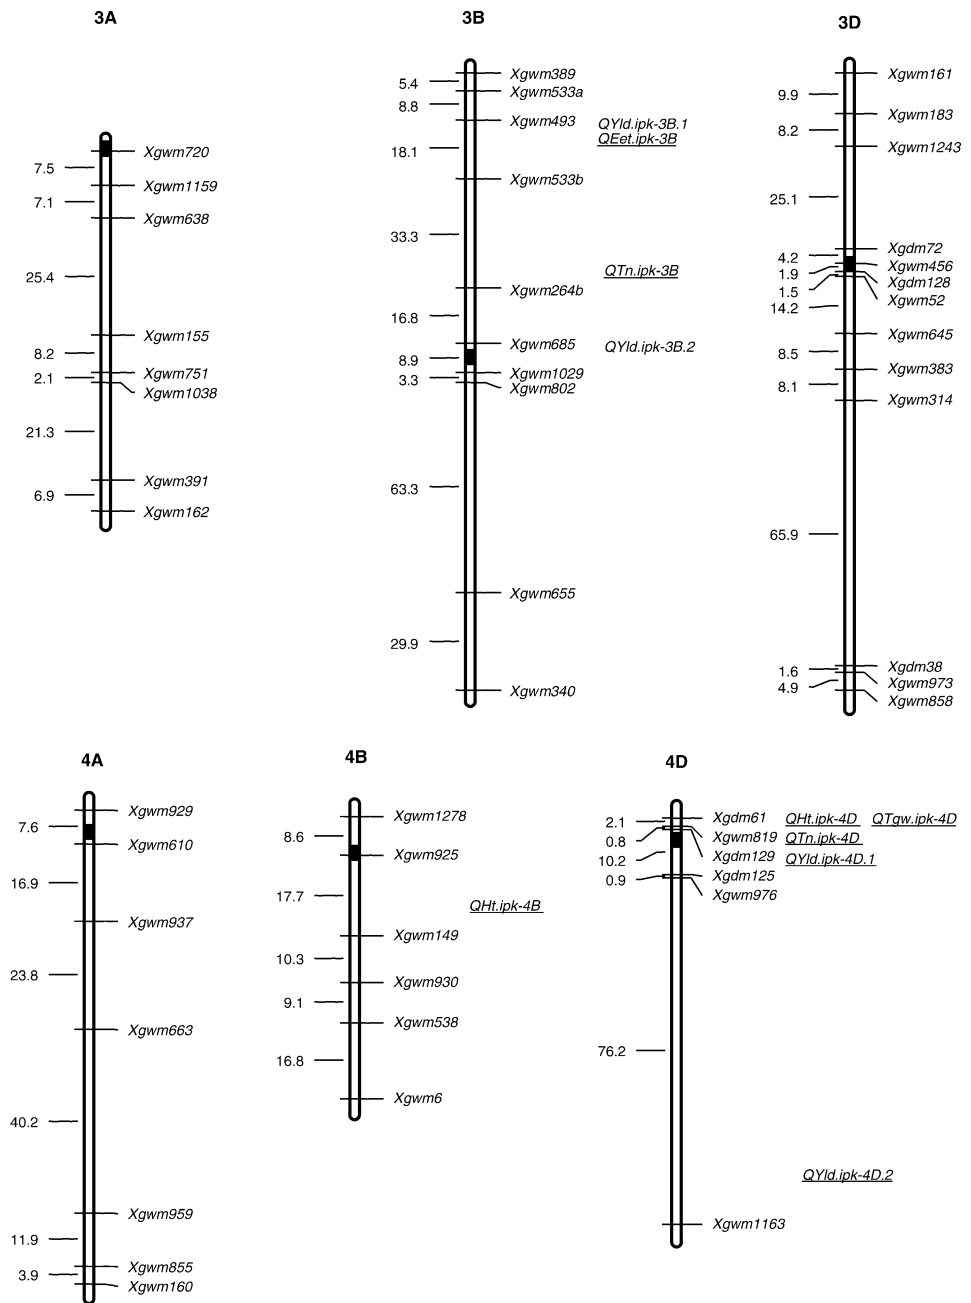 3A
7.5
7.1
25.4
8.2
2.1
21.3
6.9
Xgwm720
Xgwm1159
Xgwm638
Xgwm155
Xgwm751
Xgwm1038
Xgwm391
Xgwm162
3B
5.4
8.8
18.1
33.3
16.8
8.9
3.3
63.3
29.9
Xgwm389
Xgwm533a
Xgwm493
Xgwm533b
Xgwm264b
Xgwm685
Xgwm1029
Xgwm802
Xgwm655
Xgwm340
QYld.ipk-3B.1
QEet.ipk-3B
QTn.ipk-3B
QYld.ipk-3B.2
3D
9.9
8.2
25.1
4.2
1.9
1.5
14.2
8.5
8.1
65.9
1.6
4.9
Xgwm161
Xgwm183
Xgwm1243
Xgdm72
Xgwm456
Xgdm128
Xgwm52
Xgwm645
Xgwm383
Xgwm314
Xgdm38
Xgwm973
Xgwm858
4A
7.6
16.9
23.8
40.2
11.9
3.9
Xgwm929
Xgwm610
Xgwm937
Xgwm663
Xgwm959
Xgwm855
Xgwm160
4B
8.6
17.7
10.3
9.1
16.8
Xgwm1278
Xgwm925
Xgwm149
Xgwm930
Xgwm538
Xgwm6
QHt.ipk-4B
4D
2.1
0.8
10.2
0.9
76.2
Xgdm61
Xgwm819
Xgdm129
Xgdm125
Xgwm976
Xgwm1163
QHt.ipk-4D QTgw.ipk-4D
QTn.ipk-4D
QYld.ipk-4D.1
QYld.ipk-4D.2